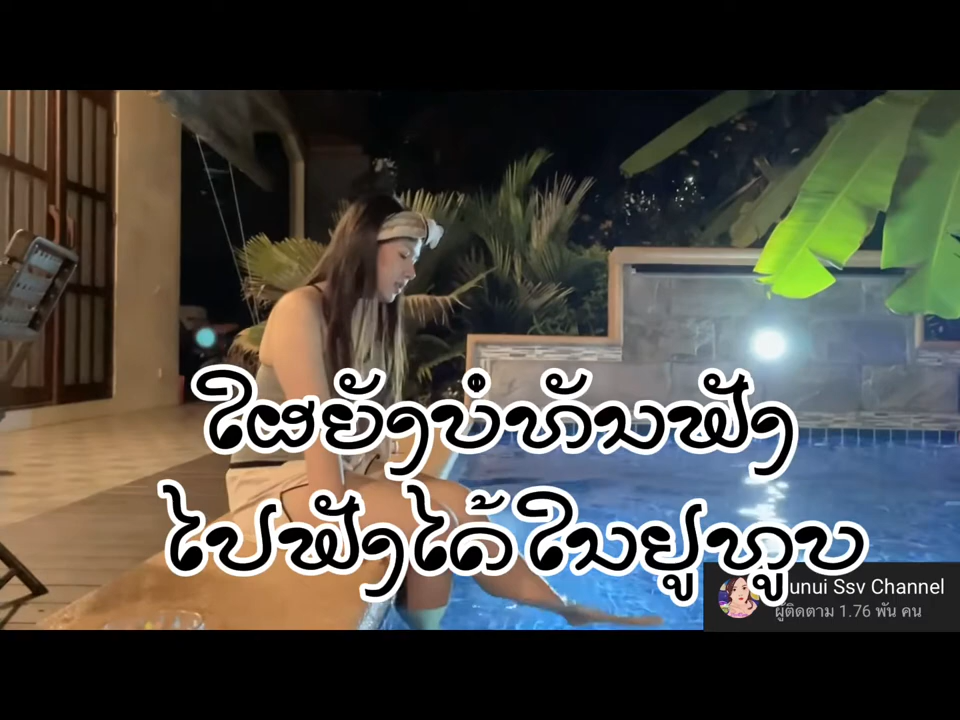 ໃຜຍັງບໍ່ທັນຟັງ
ໄປຟັງໄດ້ໃນຢູທູບ
unui Ssv Channel
ผู้ติดตาม 1.76 พัน คน